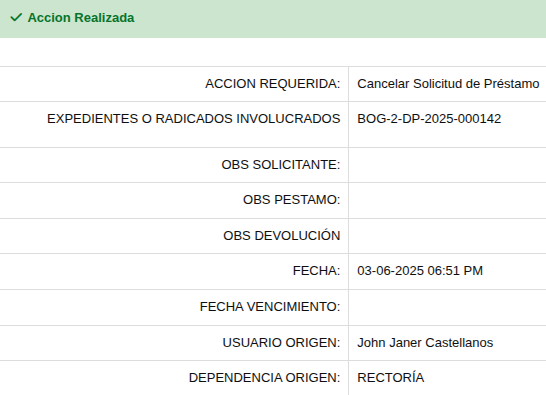 Accion Realizada
ACCION REQUERIDA: Cancelar Solicitud de Préstamo
EXPEDIENTES O RADICADOS INVOLUCRADOS BOG-2-DP-2025-000142
OBS SOLICITANTE:
OBS PESTAMO:
OBS DEVOLUCIÓN
FECHA: 03-06-2025 06:51 PM
FECHA VENCIMIENTO:
USUARIO ORIGEN: John Janer Castellanos
DEPENDENCIA ORIGEN: RECTORÍA